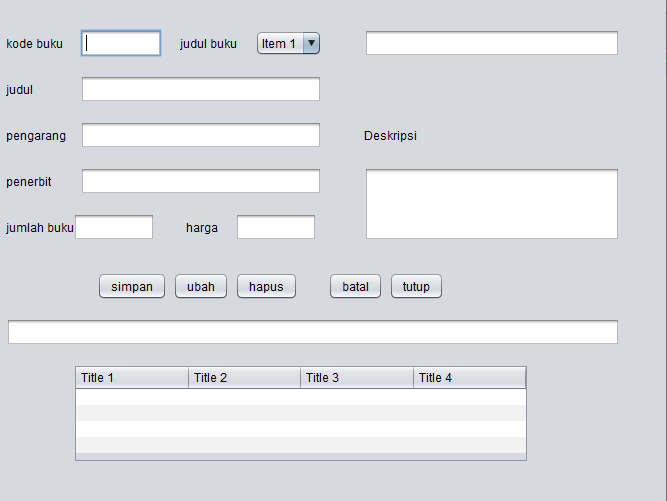 kode buku judul buku Item 1
judul
pengarang Deskripsi
penerbit
jumlah buku harga
simpan ubah hapus batal tutup
Title 1 Title 2 Title 3 Title 4